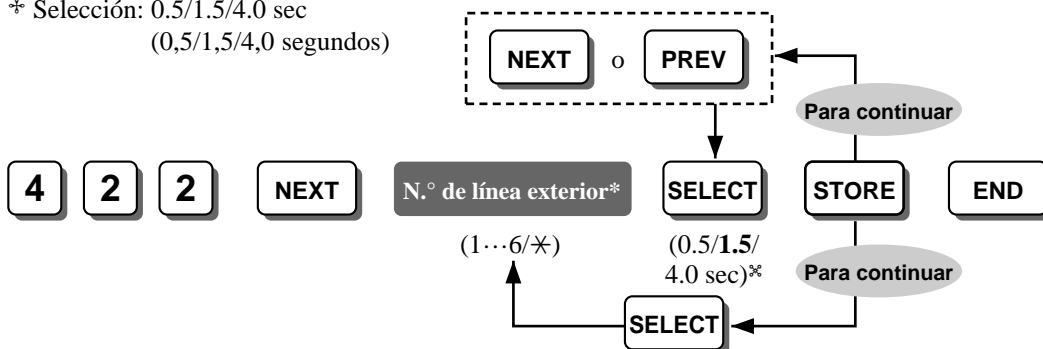 ✢ Selección: 0.5/1.5/4.0 sec
(0,5/1,5/4,0 segundos)
NEXT o PREV
Para continuar
4 2 2 NEXT N.° de línea exterior* SELECT STORE END
(1···6/✳) (0.5/1.5/
4.0 sec)⌘
Para continuar
SELECT